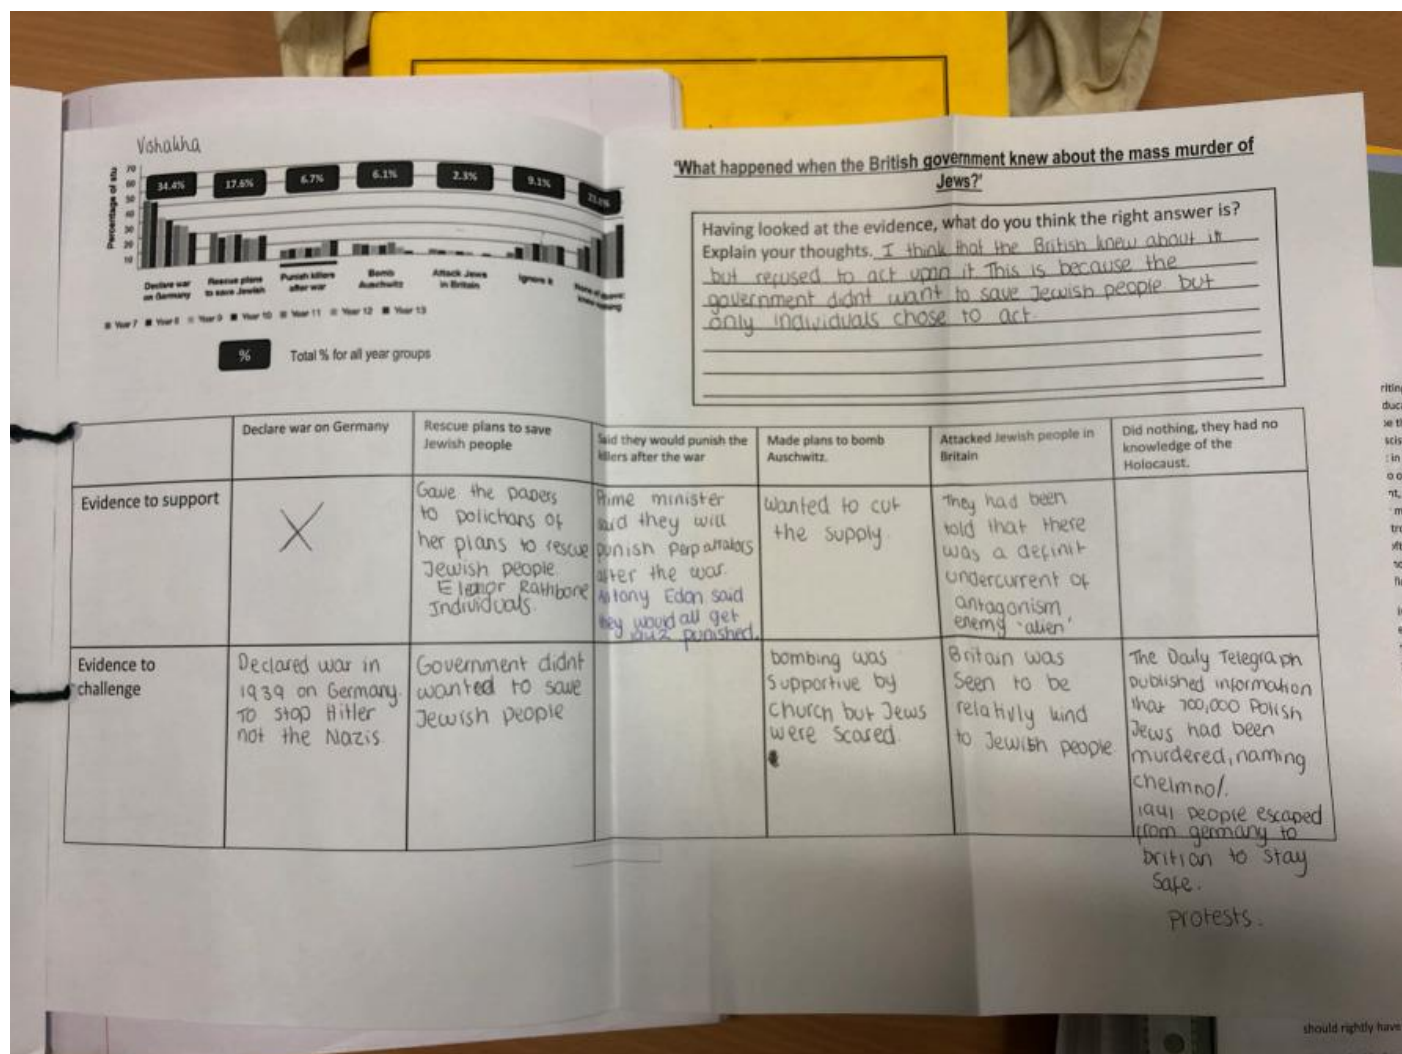 Vishakha
Percentage of stu
70
60
50
40
30
20
10
34.4%
17.6%
6.7%
6.1%
2.3%
9.1%
Declare war
on Germany
Rescue plans
to save Jewish
Punish killers
after war
Bomb
Auschwitz
Attack Jews
in Britain
Ignore it
Year 7 Year 8 Year 9 Year 10 Year 11 Year 12 Year 13
%
Total % for all year groups
'What happened when the British government knew about the mass murder of
Jews?'
Having looked at the evidence, what do you think the right answer is?
Explain your thoughts. I think that the British knew about it
but refused to act upon it This is because the
government didnt want to save Jewish people but
only individuals chose to act.
Declare war on Germany
Rescue plans to save
Jewish people
Said they would punish the
killers after the war
Made plans to bomb
Auschwitz.
Attacked Jewish people in
Britain
Did nothing, they had no
knowledge of the
Holocaust.
Evidence to support
X
Gave the papers
to polichans of
her plans to rescue
Jewish people.
Elenor Rathbone
Individuals.
Prime minister
said they will
punish perpatrators
after the war.
Antony Edan said
they would all get
1942 punished.
Wanted to cut
the supply.
They had been
told that there
was a definit
undercurrent of
antagonism
enemy 'alien'
Evidence to
challenge
Declared war in
1939 on Germany.
To stop Hitler
not the Nazis.
Government didnt
wanted to save
Jewish people
bombing was
supportive by
church but Jews
were scared.
Britain was
seen to be
relativly kind
to Jewish people
The Daily Telegraph
published information
that 700,000 Polish
Jews had been
murdered, naming
chelmno/.
1941 people escaped
from germany to
britian to stay
safe.
protests.
should rightly have